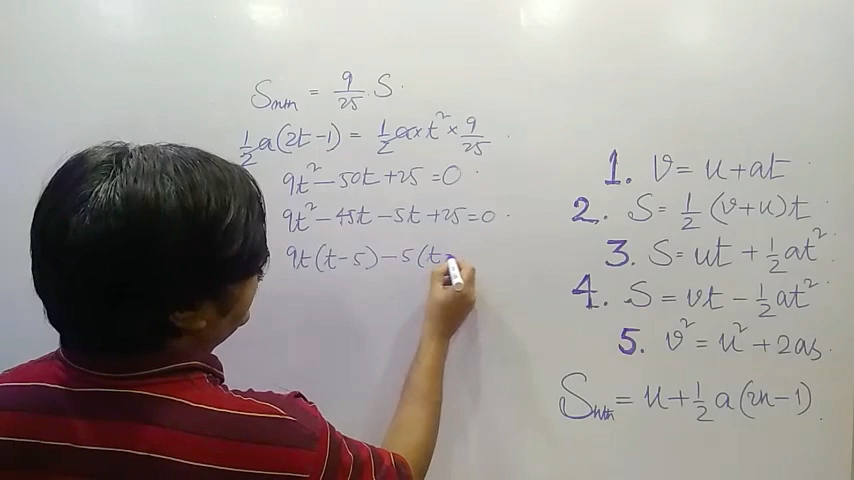 Snth = 9/25 S
1/2 a(2t-1) = 1/2 a×t² × 9/25
9t² - 50t + 25 = 0
9t² - 45t - 5t + 25 = 0
9t(t-5) - 5(t-
1. v = u + at
2. S = 1/2 (v+u)t
3. S = ut + 1/2 at²
4. S = vt - 1/2 at²
5. v² = u² + 2as
Snth = u + 1/2 a(2n-1)